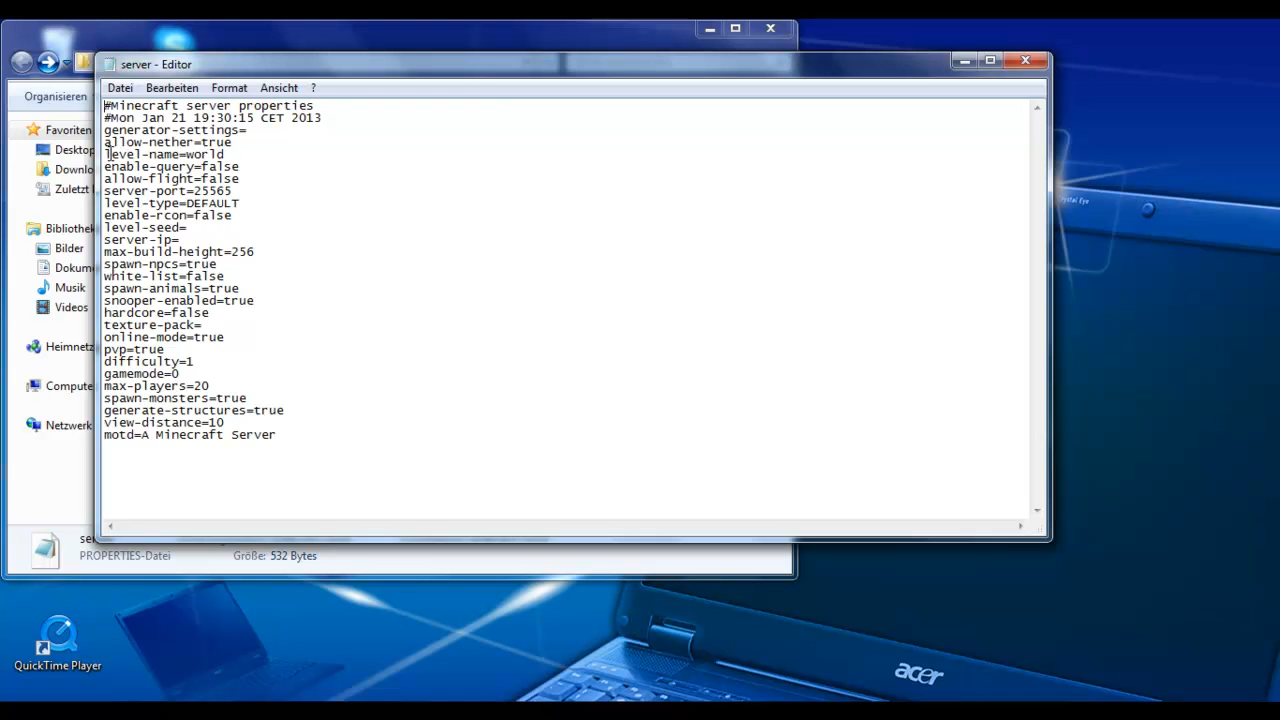 server - Editor
Datei Bearbeiten Format Ansicht ?
#Minecraft server properties
#Mon Jan 21 19:30:15 CET 2013
generator-settings=
allow-nether=true
level-name=world
enable-query=false
allow-flight=false
server-port=25565
level-type=DEFAULT
enable-rcon=false
level-seed=
server-ip=
max-build-height=256
spawn-npcs=true
white-list=false
spawn-animals=true
snooper-enabled=true
hardcore=false
texture-pack=
online-mode=true
pvp=true
difficulty=1
gamemode=0
max-players=20
spawn-monsters=true
generate-structures=true
view-distance=10
motd=A Minecraft Server
Organisieren
Favoriten
Desktop
Downlo
Zuletzt
Bibliothek
Bilder
Dokum
Musik
Videos
Heimnetz
Compute
Netzwerk
se
PROPERTIES-Datei
Größe: 532 Bytes
QuickTime Player
acer